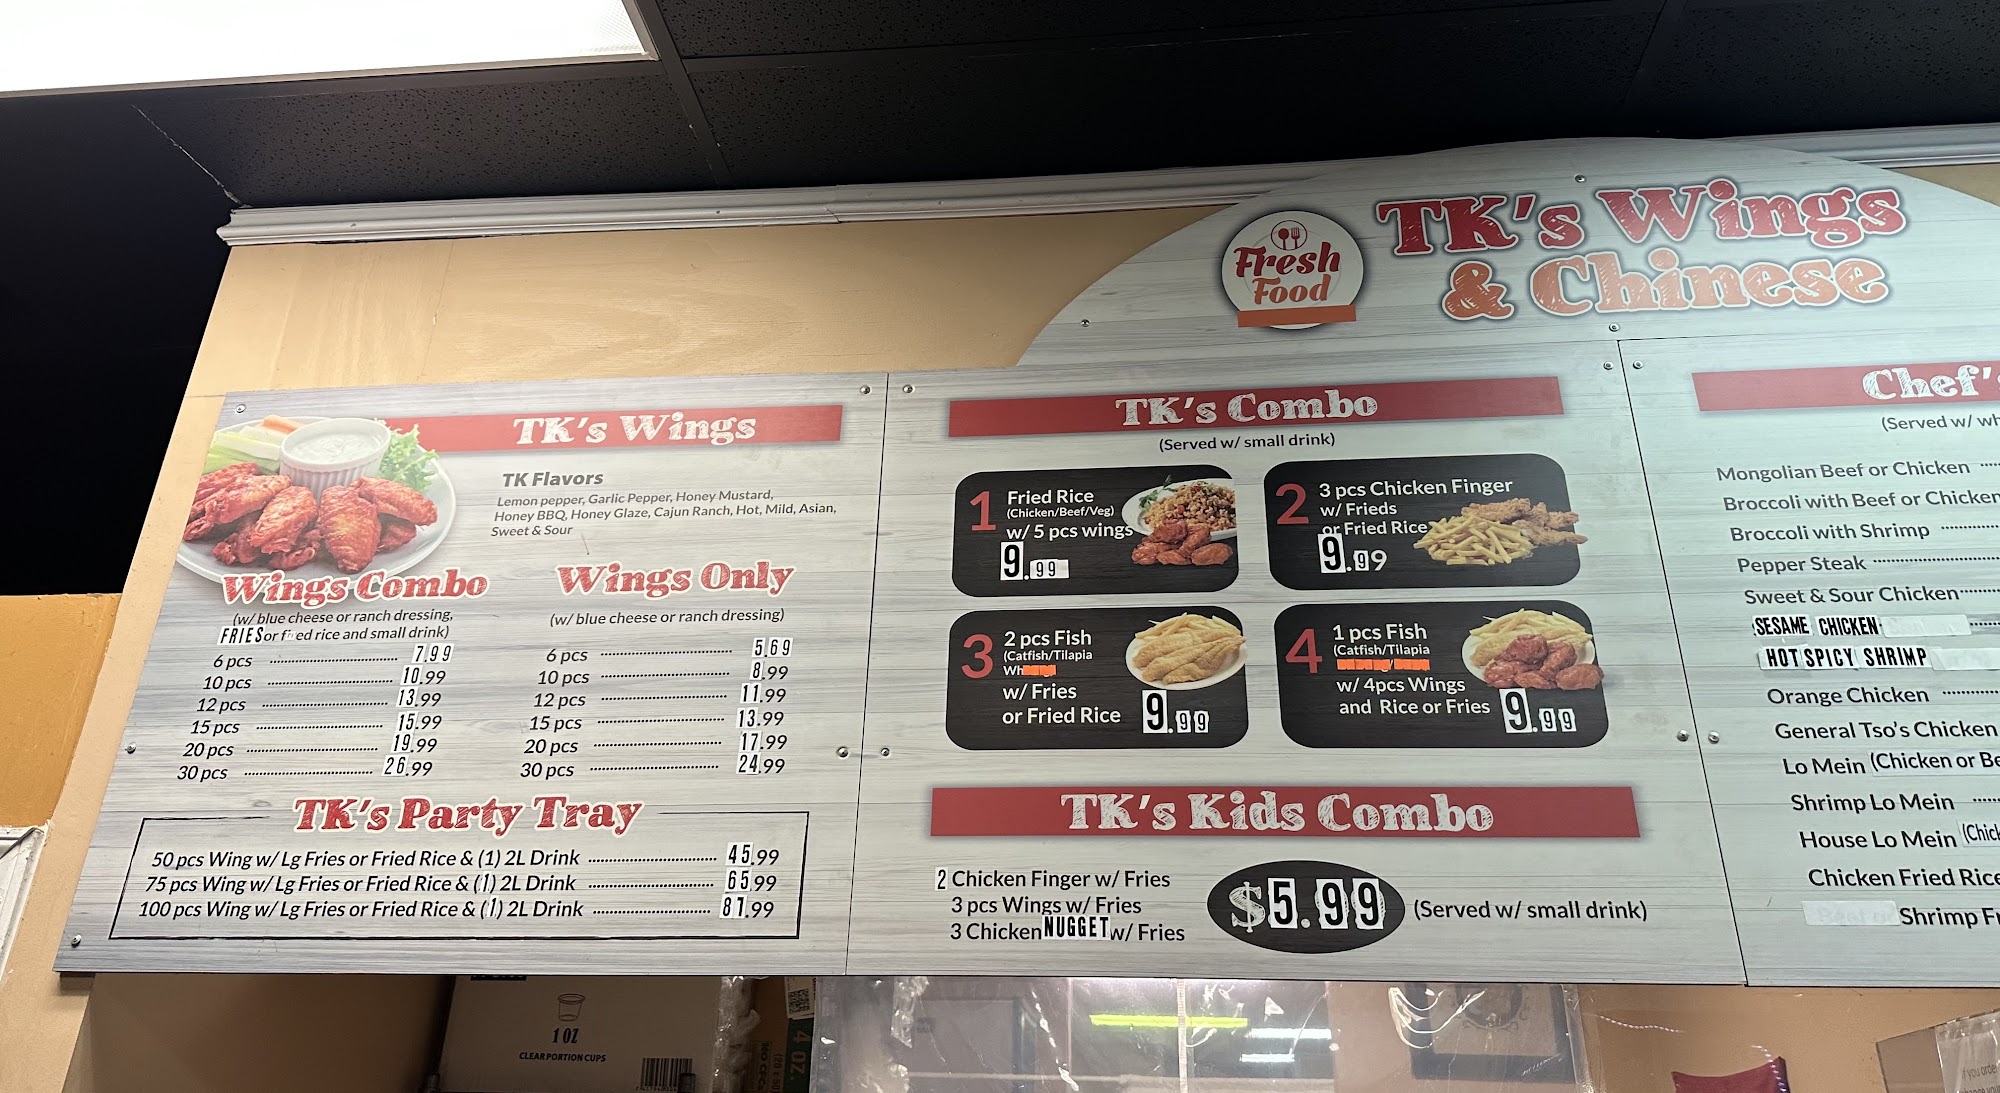 Fresh
Food
TK's Wings
& Chinese
TK's Wings
TK Flavors
Lemon pepper, Garlic Pepper, Honey Mustard,
Honey BBQ, Honey Glaze, Cajun Ranch, Hot, Mild, Asian,
Sweet & Sour
Wings Combo
(w/ blue cheese or ranch dressing,
FRIES or fried rice and small drink)
6 pcs 7.99
10 pcs 10.99
12 pcs 13.99
15 pcs 15.99
20 pcs 19.99
30 pcs 26.99
Wings Only
(w/ blue cheese or ranch dressing)
6 pcs 5.69
10 pcs 8.99
12 pcs 11.99
15 pcs 13.99
20 pcs 17.99
30 pcs 24.99
TK's Party Tray
50 pcs Wing w/ Lg Fries or Fried Rice & (1) 2L Drink 45.99
75 pcs Wing w/ Lg Fries or Fried Rice & (1) 2L Drink 65.99
100 pcs Wing w/ Lg Fries or Fried Rice & (1) 2L Drink 87.99
TK's Combo
(Served w/ small drink)
1 Fried Rice
(Chicken/Beef/Veg)
w/ 5 pcs wings
9.99
2 3 pcs Chicken Finger
w/ Frieds
or Fried Rice
9.99
3 2 pcs Fish
(Catfish/Tilapia
Wh
w/ Fries
or Fried Rice 9.99
4 1 pcs Fish
(Catfish/Tilapia
w/ 4pcs Wings
and Rice or Fries 9.99
TK's Kids Combo
2 Chicken Finger w/ Fries
3 pcs Wings w/ Fries
3 Chicken NUGGET w/ Fries
$5.99 (Served w/ small drink)
Chef's
(Served w/ wh
Mongolian Beef or Chicken
Broccoli with Beef or Chicken
Broccoli with Shrimp
Pepper Steak
Sweet & Sour Chicken
SESAME CHICKEN
HOT SPICY SHRIMP
Orange Chicken
General Tso's Chicken
Lo Mein (Chicken or Be
Shrimp Lo Mein
House Lo Mein (Chick
Chicken Fried Rice
Shrimp Fr
1 OZ
CLEAR PORTION CUPS
4 OZ.